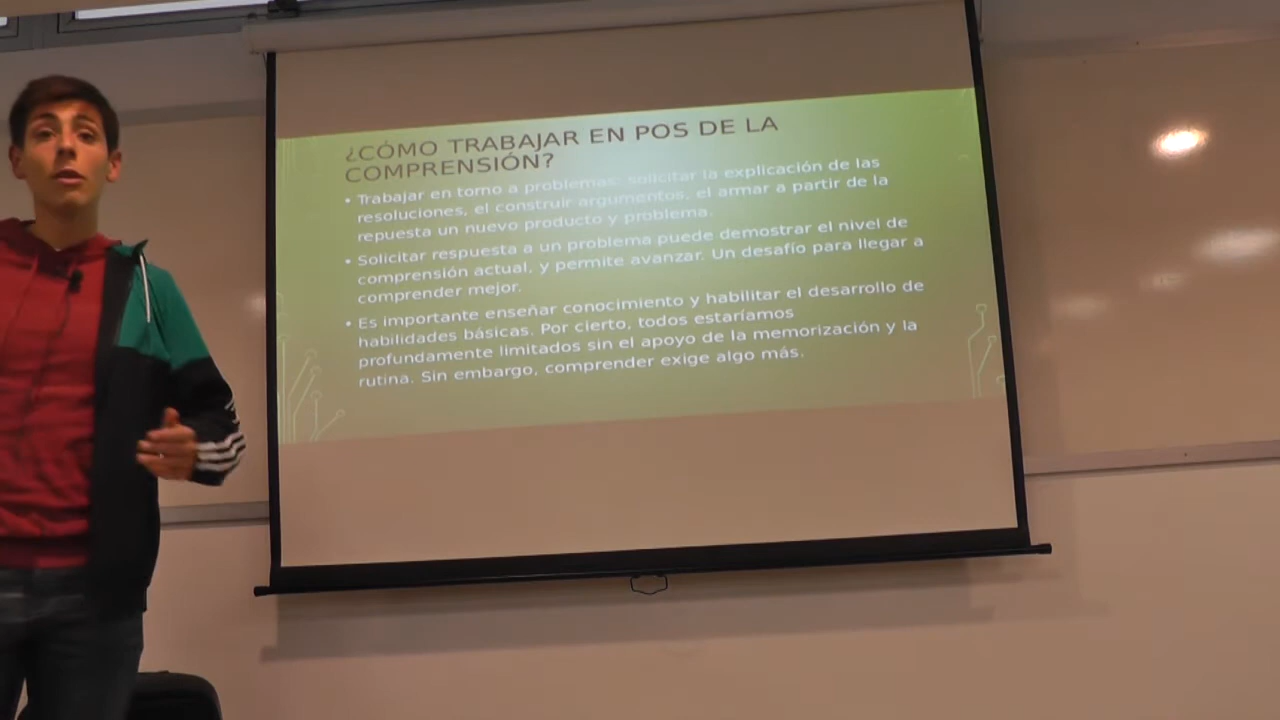 ¿CÓMO TRABAJAR EN POS DE LA
COMPRENSIÓN?
• Trabajar en torno a problemas: solicitar la explicación de las
resoluciones, el construir argumentos, el armar a partir de la
repuesta un nuevo producto y problema.
• Solicitar respuesta a un problema puede demostrar el nivel de
comprensión actual, y permite avanzar. Un desafío para llegar a
comprender mejor.
• Es importante enseñar conocimiento y habilitar el desarrollo de
habilidades básicas. Por cierto, todos estaríamos
profundamente limitados sin el apoyo de la memorización y la
rutina. Sin embargo, comprender exige algo más.